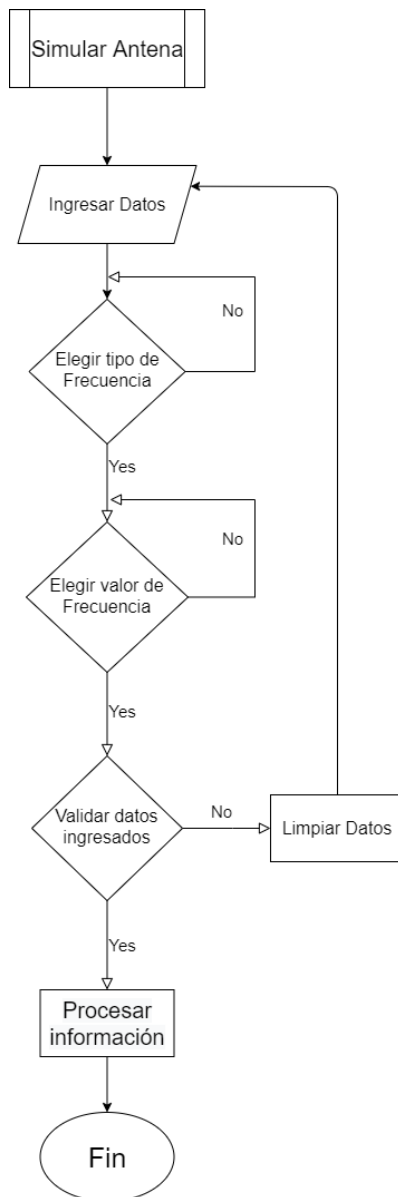 Simular Antena
Ingresar Datos
No
Elegir tipo de
Frecuencia
Yes
No
Elegir valor de
Frecuencia
Yes
Validar datos
ingresados
No
Limpiar Datos
Yes
Procesar
información
Fin